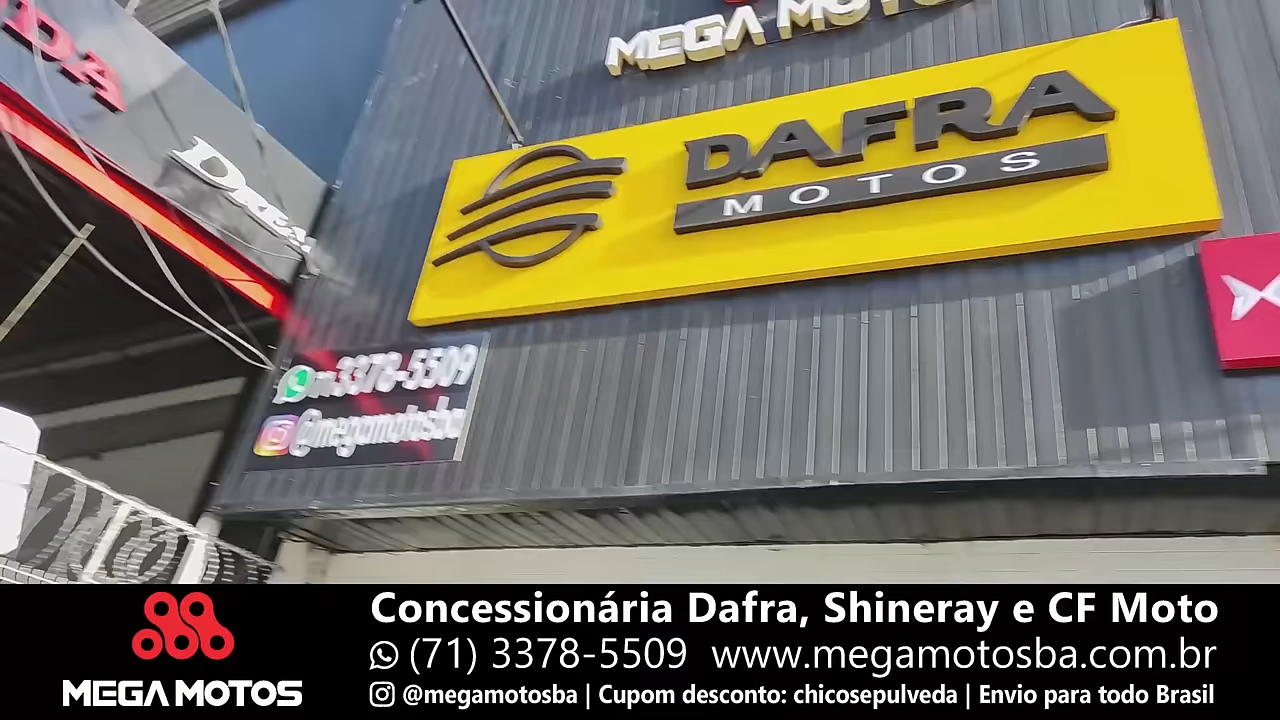 MEGA MOTOS
DA
DAFRA
MOTOS
3378-5509
@megamotosba
Concessionária Dafra, Shineray e CF Moto
(71) 3378-5509 www.megamotosba.com.br
MEGA MOTOS
@megamotosba | Cupom desconto: chicosepulveda | Envio para todo Brasil